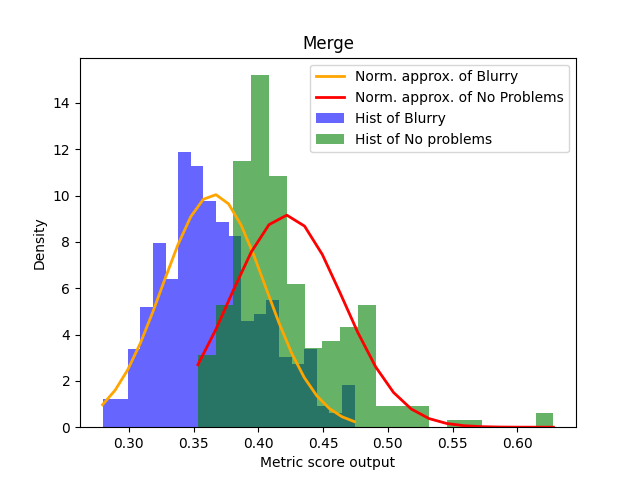 Merge
Norm. approx. of Blurry
Norm. approx. of No Problems
Hist of Blurry
Hist of No problems
Density
14
12
10
8
6
4
2
0
0.30 0.35 0.40 0.45 0.50 0.55 0.60
Metric score output